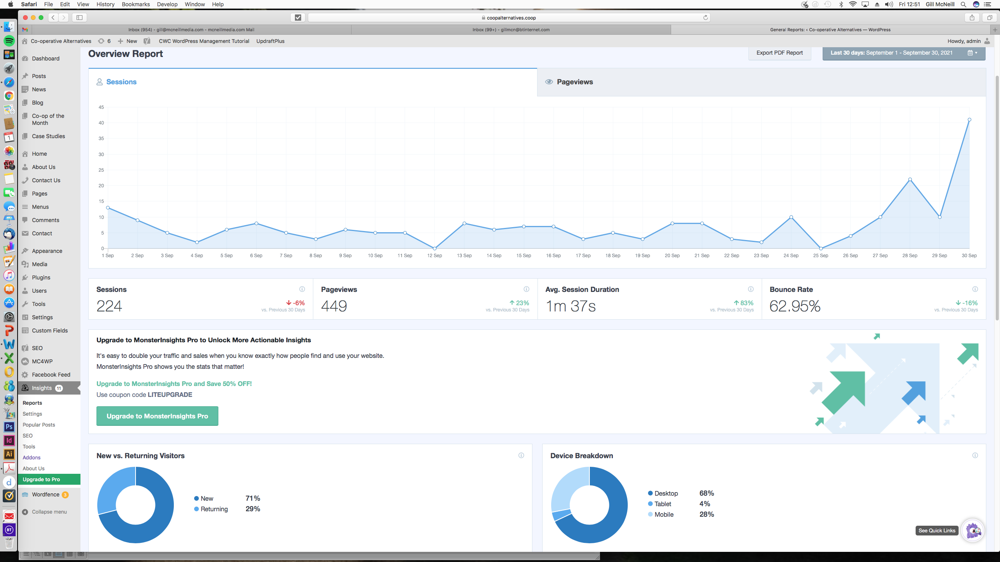 Safari File Edit View History Bookmarks Develop Window Help
Fri 12:51 Gill McNeill
coopalternatives.coop
Inbox (954) - gill@mcneillmedia.com - mcneillmedia.com Mail
Inbox (99+) - gillmcn@btinternet.com
General Reports: ‹ Co-operative Alternatives — WordPress
Co-operative Alternatives 6 New CWC WordPress Management Tutorial UpdraftPlus
Howdy, admin
Dashboard
Posts
News
Blog
Co-op of the
Month
Case Studies
Home
About Us
Contact Us
Pages
Menus
Comments
Contact
Appearance
Media
Plugins
Users
Tools
Settings
Custom Fields
SEO
MC4WP
Facebook Feed
Insights 11
Reports
Settings
Popular Posts
SEO
Tools
Addons
About Us
Upgrade to Pro
Wordfence 3
Collapse menu
Overview Report
Export PDF Report
Last 30 days: September 1 - September 30, 2021
Sessions
Pageviews
45
40
35
30
25
20
15
10
5
0
1 Sep 2 Sep 3 Sep 4 Sep 5 Sep 6 Sep 7 Sep 8 Sep 9 Sep 10 Sep 11 Sep 12 Sep 13 Sep 14 Sep 15 Sep 16 Sep 17 Sep 18 Sep 19 Sep 20 Sep 21 Sep 22 Sep 23 Sep 24 Sep 25 Sep 26 Sep 27 Sep 28 Sep 29 Sep 30 Sep
Sessions
224
-6%
vs. Previous 30 Days
Pageviews
449
23%
vs. Previous 30 Days
Avg. Session Duration
1m 37s
83%
vs. Previous 30 Days
Bounce Rate
62.95%
-16%
vs. Previous 30 Days
Upgrade to MonsterInsights Pro to Unlock More Actionable Insights
It's easy to double your traffic and sales when you know exactly how people find and use your website.
MonsterInsights Pro shows you the stats that matter!
Upgrade to MonsterInsights Pro and Save 50% OFF!
Use coupon code LITEUPGRADE
Upgrade to MonsterInsights Pro
New vs. Returning Visitors
New 71%
Returning 29%
Device Breakdown
Desktop 68%
Tablet 4%
Mobile 28%
See Quick Links
OCT
1
Ps
Id
Ai
d
BT